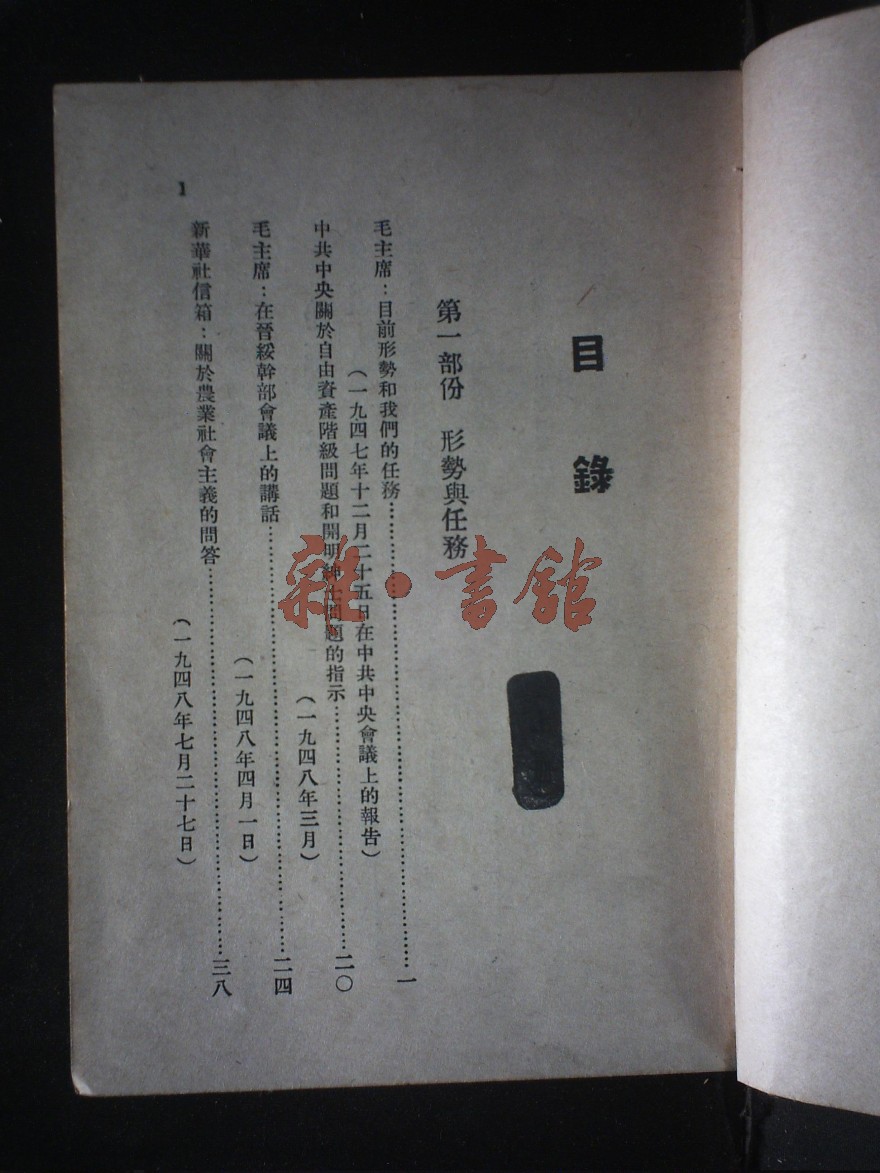 目錄
第一部份 形勢與任務
毛主席：目前形勢和我們的任務……一
（一九四七年十二月二十五日在中共中央會議上的報告）
中共中央關於自由資產階級問題和開明紳士問題的指示……二〇
（一九四八年三月）
毛主席：在晉綏幹部會議上的講話……二四
（一九四八年四月一日）
新華社信箱：關於農業社會主義的問答……三八
（一九四八年七月二十七日）
1
雜·書館